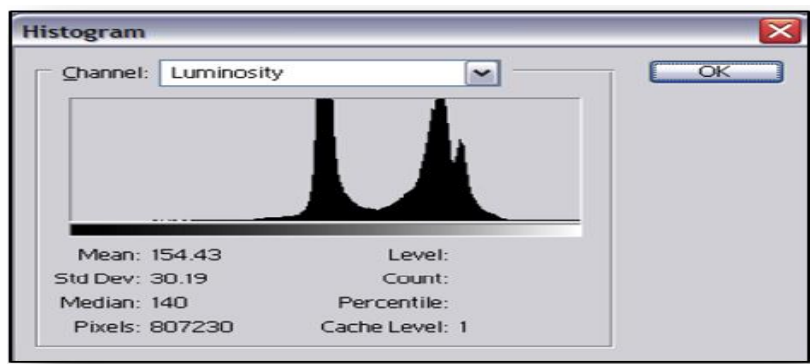 Histogram
Channel: Luminosity
OK
Mean: 154.43 Level:
Std Dev: 30.19 Count:
Median: 140 Percentile:
Pixels: 807230 Cache Level: 1